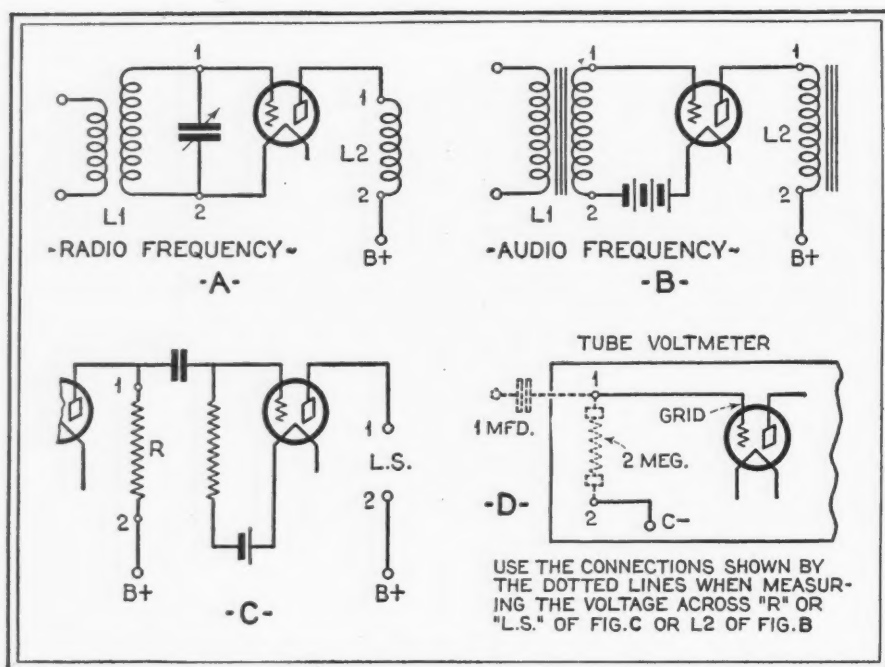 1
1
L2
2
L1
2
B+
-RADIO FREQUENCY~
-A-
1
1
L2
2
L1
2
B+
-AUDIO FREQUENCY~
-B-
1
R
2
B+
1
L.S.
2
B+
-C-
TUBE VOLTMETER
1
GRID
1 MFD.
2 MEG.
2
C-
-D-
USE THE CONNECTIONS SHOWN BY
THE DOTTED LINES WHEN MEASUR-
ING THE VOLTAGE ACROSS "R" OR
"L.S." OF FIG.C OR L2 OF FIG.B